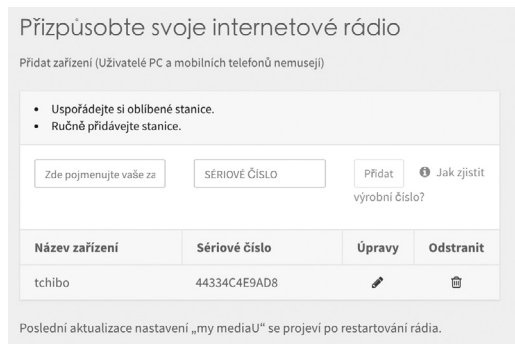 Přizpůsobte svoje internetové rádio
Přidat zařízení (Uživatelé PC a mobilních telefonů nemusejí)
• Uspořádejte si oblíbené stanice.
• Ručně přidávejte stanice.
Zde pojmenujte vaše za
SÉRIOVÉ ČÍSLO
Přidat
Jak zjistit
výrobní číslo?
Název zařízení Sériové číslo Úpravy Odstranit
tchibo 44334C4E9AD8
Poslední aktualizace nastavení „my mediaU“ se projeví po restartování rádia.